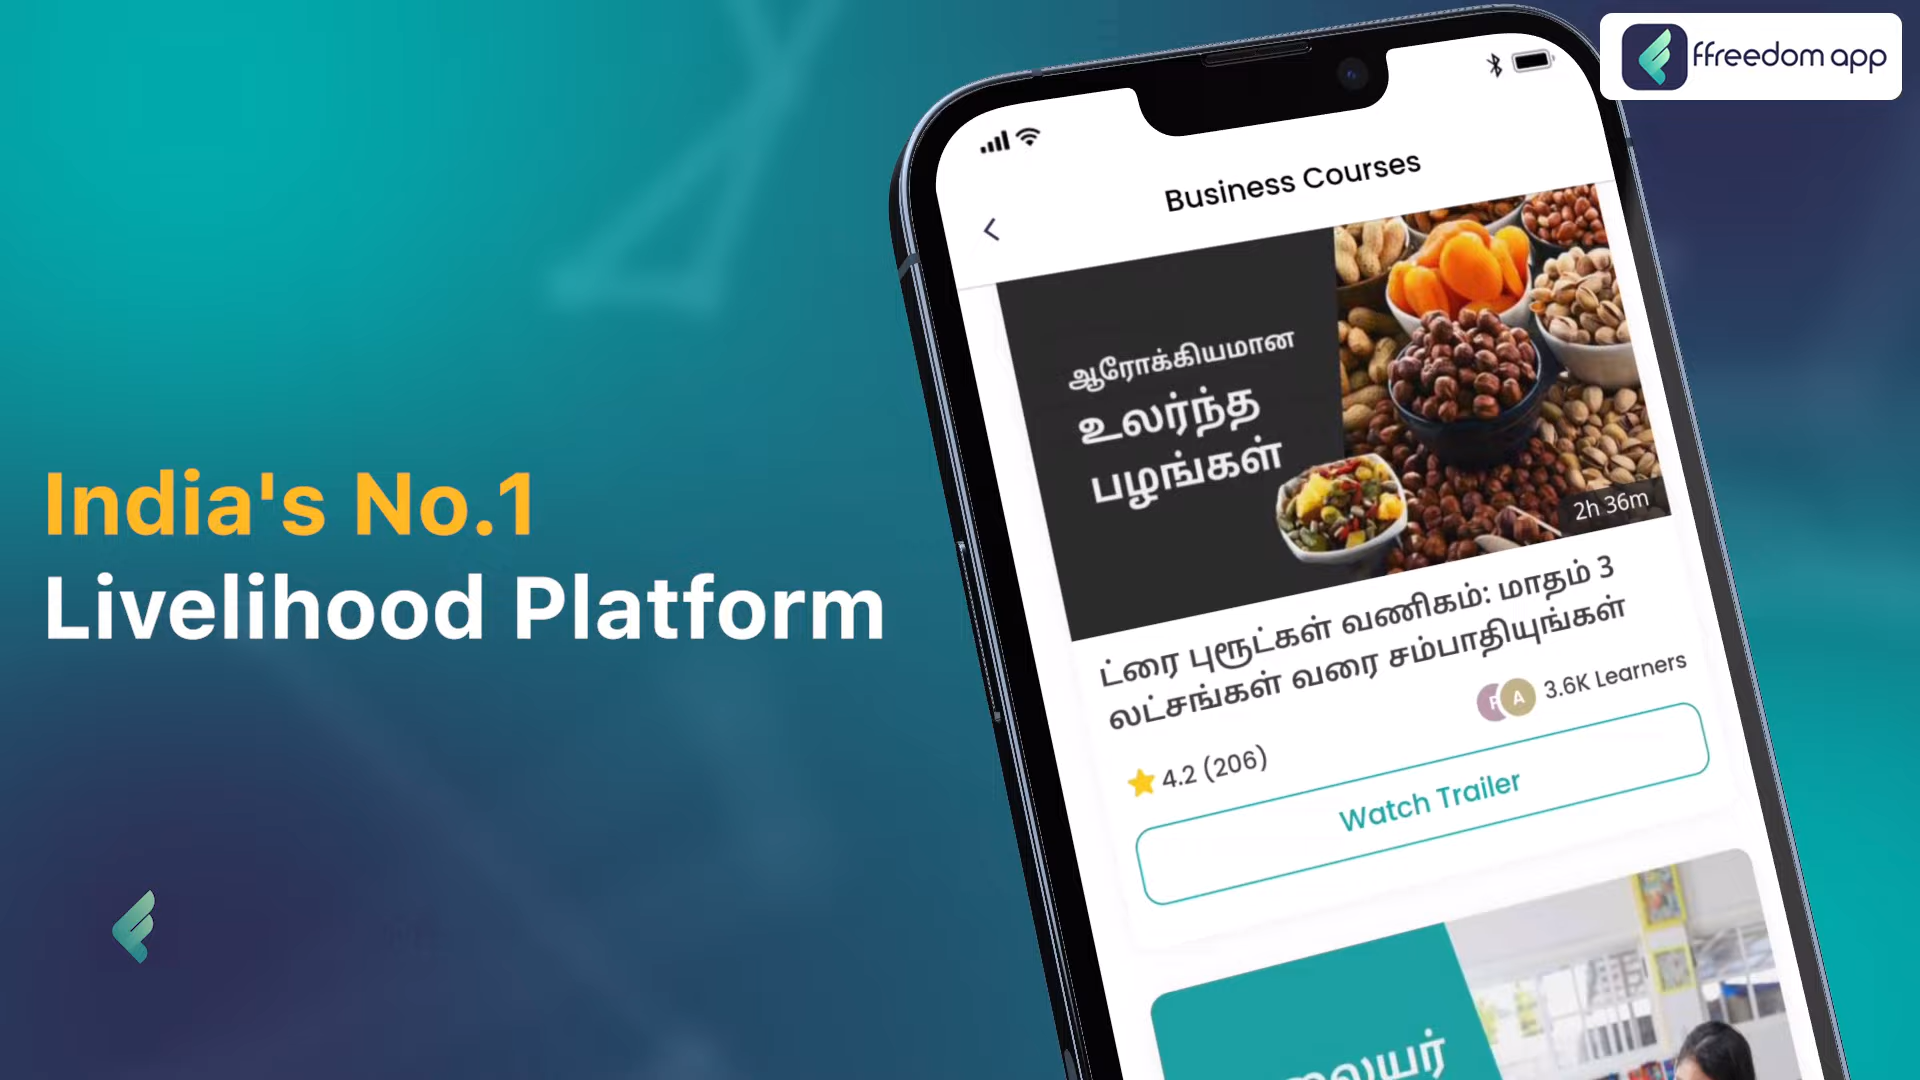 ffreedom app
India's No.1
Livelihood Platform
Business Courses
ஆரோக்கியமான
உலர்ந்த
பழங்கள்
2h 36m
ட்ரை புரூட்கள் வணிகம்: மாதம் 3
லட்சங்கள் வரை சம்பாதியுங்கள்
A 3.6K Learners
4.2 (206)
Watch Trailer